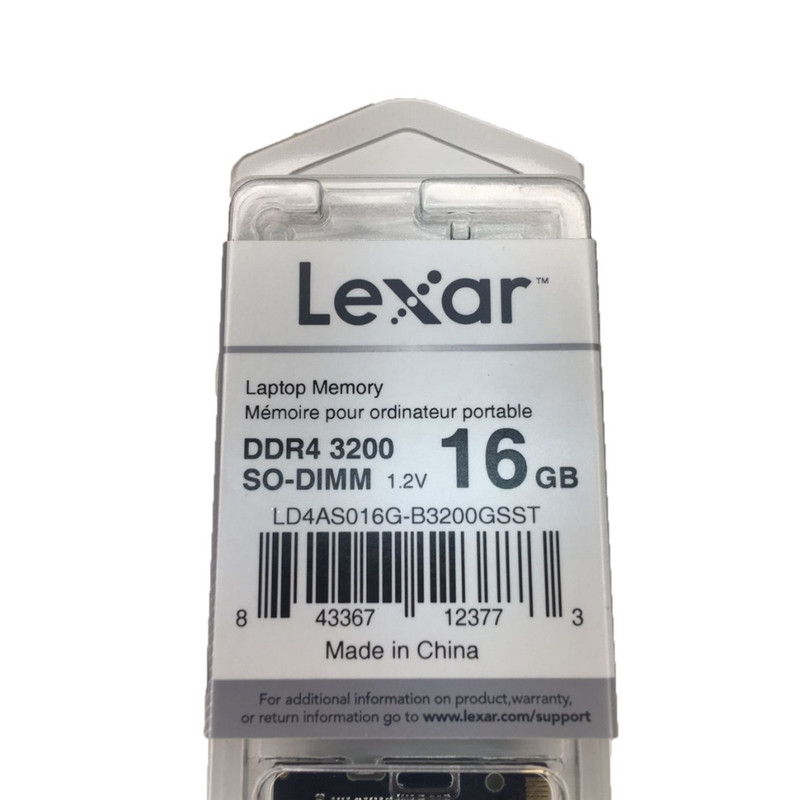 Lexar™
Laptop Memory
Mémoire pour ordinateur portable
DDR4 3200
SO-DIMM 1.2V 16 GB
LD4AS016G-B3200GSST
8 43367 12377 3
Made in China
For additional information on product,warranty,
or return information go to www.lexar.com/support